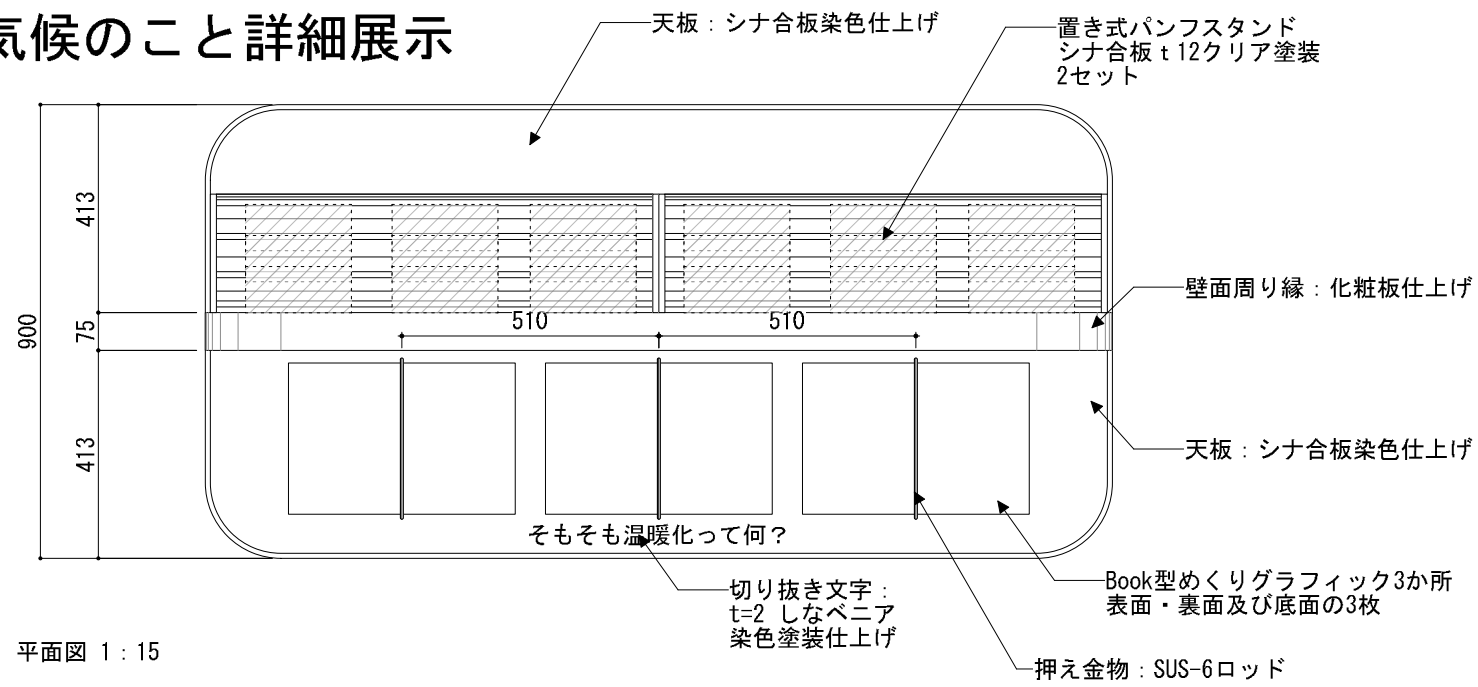 気候のこと詳細展示
天板：シナ合板染色仕上げ
置き式パンフスタンド
シナ合板ｔ12クリア塗装
2セット
413
900
75
413
510
510
壁面周り縁：化粧板仕上げ
天板：シナ合板染色仕上げ
そもそも温暖化って何？
切り抜き文字：
t=2 しなベニア
染色塗装仕上げ
Book型めくりグラフィック3か所
表面・裏面及び底面の3枚
押え金物：SUS-6ロッド
平面図 1：15